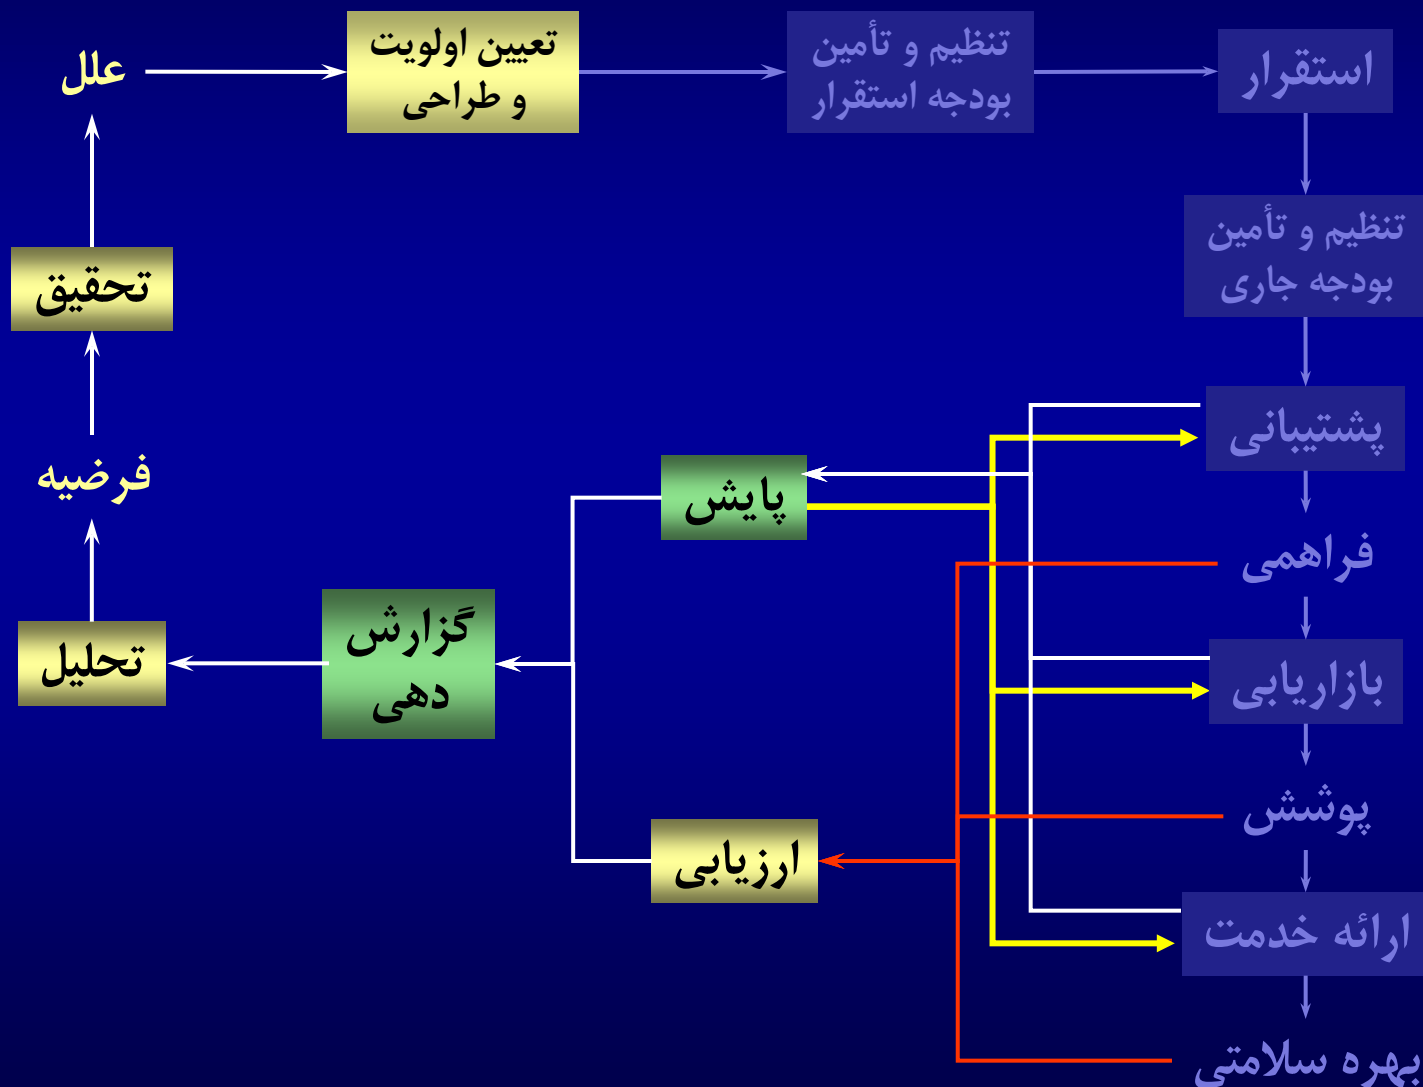 استقرار
تنظیم و تأمین
بودجه استقرار
تعیین اولویت
و طراحی
علل
تنظیم و تأمین
بودجه جاری
تحقیق
پشتیبانی
فرضیه
پایش
فراهمی
گزارش
دهی
بازاریابی
تحلیل
پوشش
ارزیابی
ارائه خدمت
بهره سلامتی